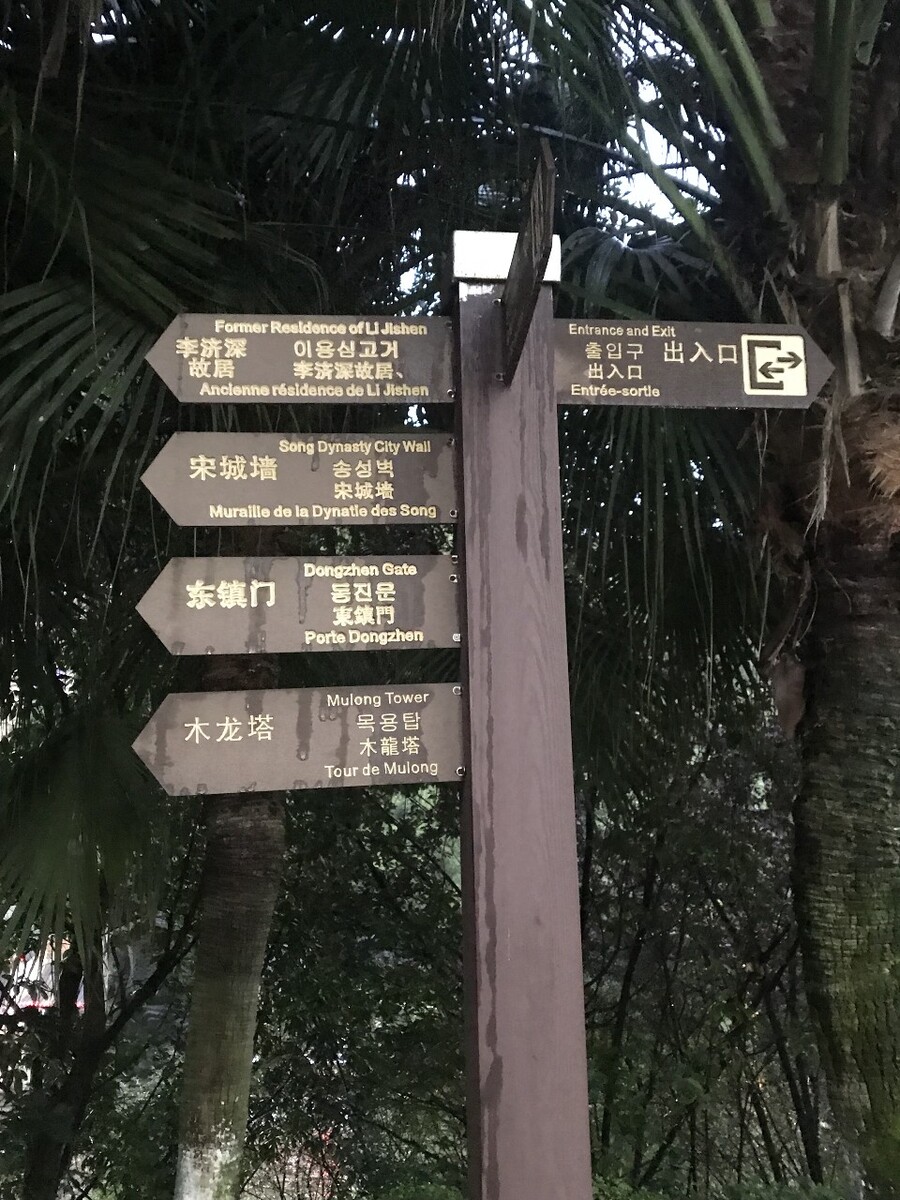 Former Residence of Li Jishen
李济深 이용심고거
故居 李济深故居、
Ancienne résidence de Li Jishen
Entrance and Exit
출입구 出入口
出入口
Entrée-sortie
Song Dynasty City Wall
宋城墙 송성벽
宋城墙
Muraille de la Dynatie des Song
Dongzhen Gate
东镇门 동진문
東鎮門
Porte Dongzhen
Mulong Tower
木龙塔 목용탑
木龍塔
Tour de Mulong